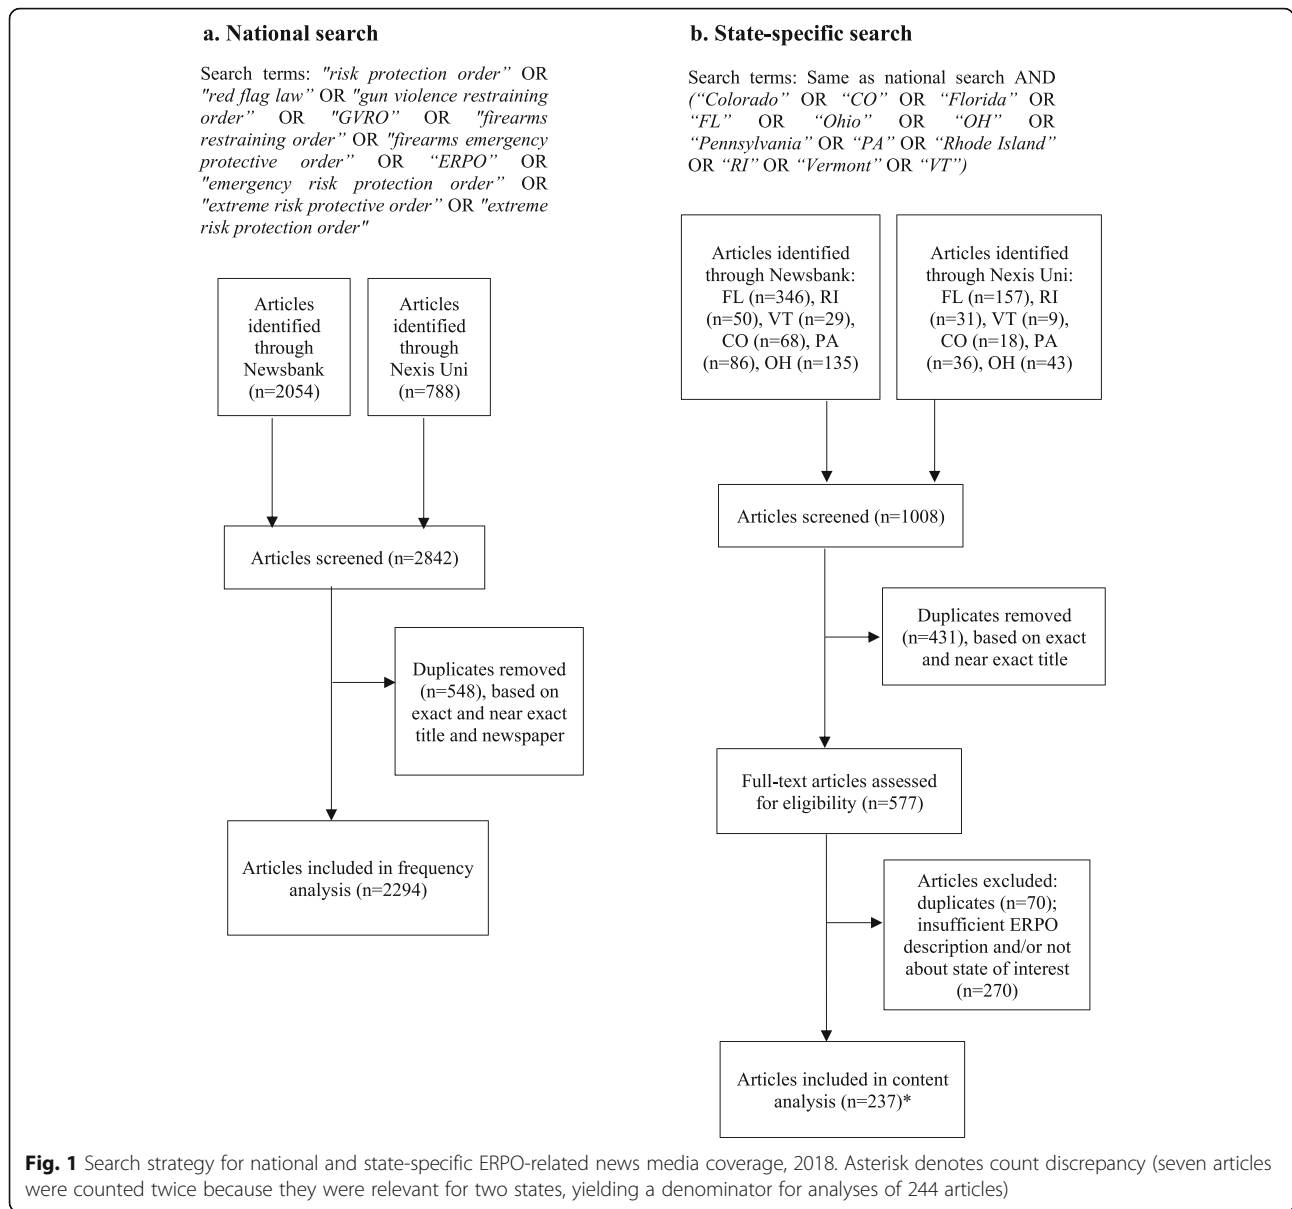 a. National search
Search terms: "risk protection order” OR
"red flag law” OR "gun violence restraining
order” OR "GVRO” OR "firearms
restraining order” OR "firearms emergency
protective order” OR “ERPO” OR
"emergency risk protection order” OR
"extreme risk protective order” OR "extreme
risk protection order"
Articles
identified
through
Newsbank
(n=2054)
Articles
identified
through
Nexis Uni
(n=788)
Articles screened (n=2842)
Duplicates removed
(n=548), based on
exact and near exact
title and newspaper
Articles included in frequency
analysis (n=2294)
b. State-specific search
Search terms: Same as national search AND
(“Colorado” OR “CO” OR “Florida” OR
“FL” OR “Ohio” OR “OH” OR
“Pennsylvania” OR “PA” OR “Rhode Island”
OR “RI” OR “Vermont” OR “VT”)
Articles identified
through Newsbank:
FL (n=346), RI
(n=50), VT (n=29),
CO (n=68), PA
(n=86), OH (n=135)
Articles identified
through Nexis Uni:
FL (n=157), RI
(n=31), VT (n=9),
CO (n=18), PA
(n=36), OH (n=43)
Articles screened (n=1008)
Duplicates removed
(n=431), based on exact
and near exact title
Full-text articles assessed
for eligibility (n=577)
Articles excluded:
duplicates (n=70);
insufficient ERPO
description and/or not
about state of interest
(n=270)
Articles included in content
analysis (n=237)*
Fig. 1 Search strategy for national and state-specific ERPO-related news media coverage, 2018. Asterisk denotes count discrepancy (seven articles
were counted twice because they were relevant for two states, yielding a denominator for analyses of 244 articles)